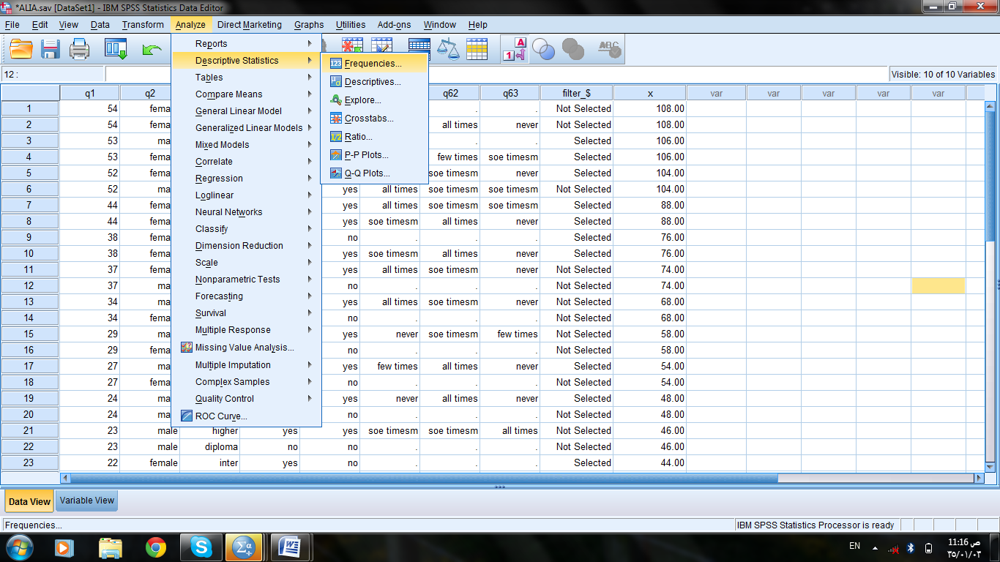 *ALIA.sav [DataSet1] - IBM SPSS Statistics Data Editor
File Edit View Data Transform Analyze Direct Marketing Graphs Utilities Add-ons Window Help
12 :
Visible: 10 of 10 Variables
Reports
Descriptive Statistics
Tables
Compare Means
General Linear Model
Generalized Linear Models
Mixed Models
Correlate
Regression
Loglinear
Neural Networks
Classify
Dimension Reduction
Scale
Nonparametric Tests
Forecasting
Survival
Multiple Response
Missing Value Analysis...
Multiple Imputation
Complex Samples
Quality Control
ROC Curve...
Frequencies...
Descriptives...
Explore...
Crosstabs...
Ratio...
P-P Plots...
Q-Q Plots...
q1 q2 q62 q63 filter_$ x var var var var var
1 54 fema . . Not Selected 108.00
2 54 fema all times never Not Selected 108.00
3 53 ma . . Selected 106.00
4 53 fema few times soe timesm Selected 106.00
5 52 fema soe timesm never Selected 104.00
6 52 ma yes all times soe timesm soe timesm Not Selected 104.00
7 44 fema yes all times soe timesm soe timesm Selected 88.00
8 44 fema yes soe timesm all times never Selected 88.00
9 38 fema no . . . Selected 76.00
10 38 fema yes soe timesm all times never Selected 76.00
11 37 fema yes all times soe timesm never Not Selected 74.00
12 37 ma no . . . Not Selected 74.00
13 34 ma yes all times soe timesm never Not Selected 68.00
14 34 fema no . . . Not Selected 68.00
15 29 ma yes never soe timesm few times Not Selected 58.00
16 29 fema no . . . Not Selected 58.00
17 27 ma yes few times all times never Selected 54.00
18 27 fema no . . . Not Selected 54.00
19 24 ma yes never all times never Selected 48.00
20 24 ma no . . . Not Selected 48.00
21 23 male higher yes yes soe timesm soe timesm all times Not Selected 46.00
22 23 male diploma no no . . . Not Selected 46.00
23 22 female inter yes no . . . Selected 44.00
Data View Variable View
Frequencies... IBM SPSS Statistics Processor is ready
EN 11:16 ص
٣٥/٠١/٠٣